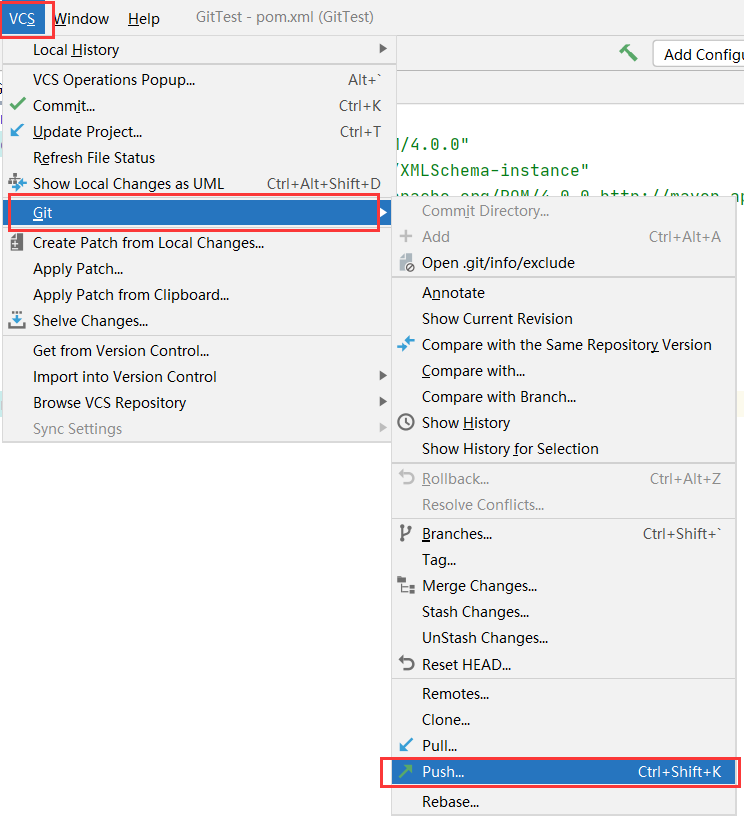 VCS Window Help GitTest - pom.xml (GitTest)
Local History
Add Configu
VCS Operations Popup... Alt+`
Commit... Ctrl+K
Update Project... Ctrl+T
/4.0.0"
Refresh File Status
/XMLSchema-instance"
Show Local Changes as UML Ctrl+Alt+Shift+D
Git
Create Patch from Local Changes...
Apply Patch...
Apply Patch from Clipboard...
Shelve Changes...
Get from Version Control...
Import into Version Control
Browse VCS Repository
Sync Settings
Commit Directory...
Add Ctrl+Alt+A
Open .git/info/exclude
Annotate
Show Current Revision
Compare with the Same Repository Version
Compare with...
Compare with Branch...
Show History
Show History for Selection
Rollback... Ctrl+Alt+Z
Resolve Conflicts...
Branches... Ctrl+Shift+`
Tag...
Merge Changes...
Stash Changes...
UnStash Changes...
Reset HEAD...
Remotes...
Clone...
Pull...
Push... Ctrl+Shift+K
Rebase...